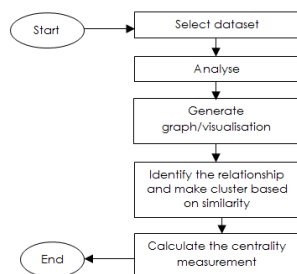 Start
Select dataset
Analyse
Generate
graph/visualisation
Identify the relationship
and make cluster based
on similarity
Calculate the centrality
measurement
End